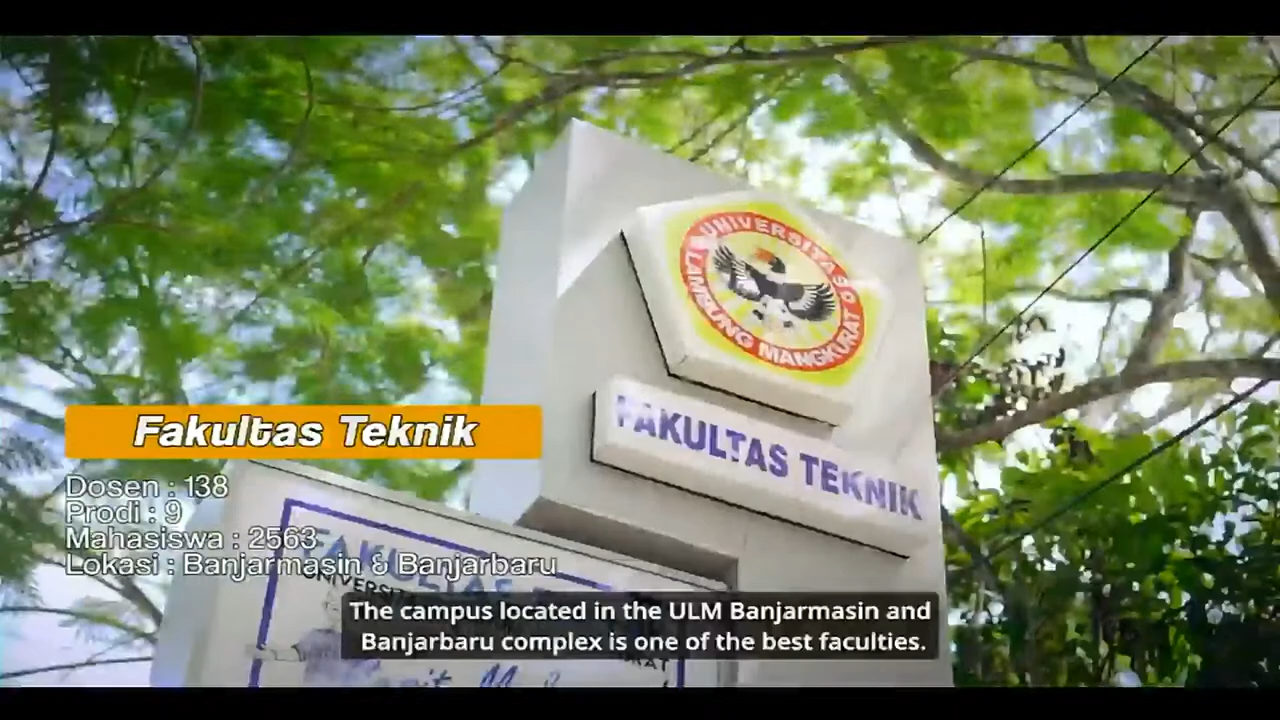 UNIVERSITAS
LAMBUNG MANGKURAT
FAKULTAS TEKNIK
Fakultas Teknik
Dosen : 138
Prodi : 9
Mahasiswa : 2563
Lokasi : Banjarmasin & Banjarbaru
FAKULTAS
The campus located in the ULM Banjarmasin and
Banjarbaru complex is one of the best faculties.